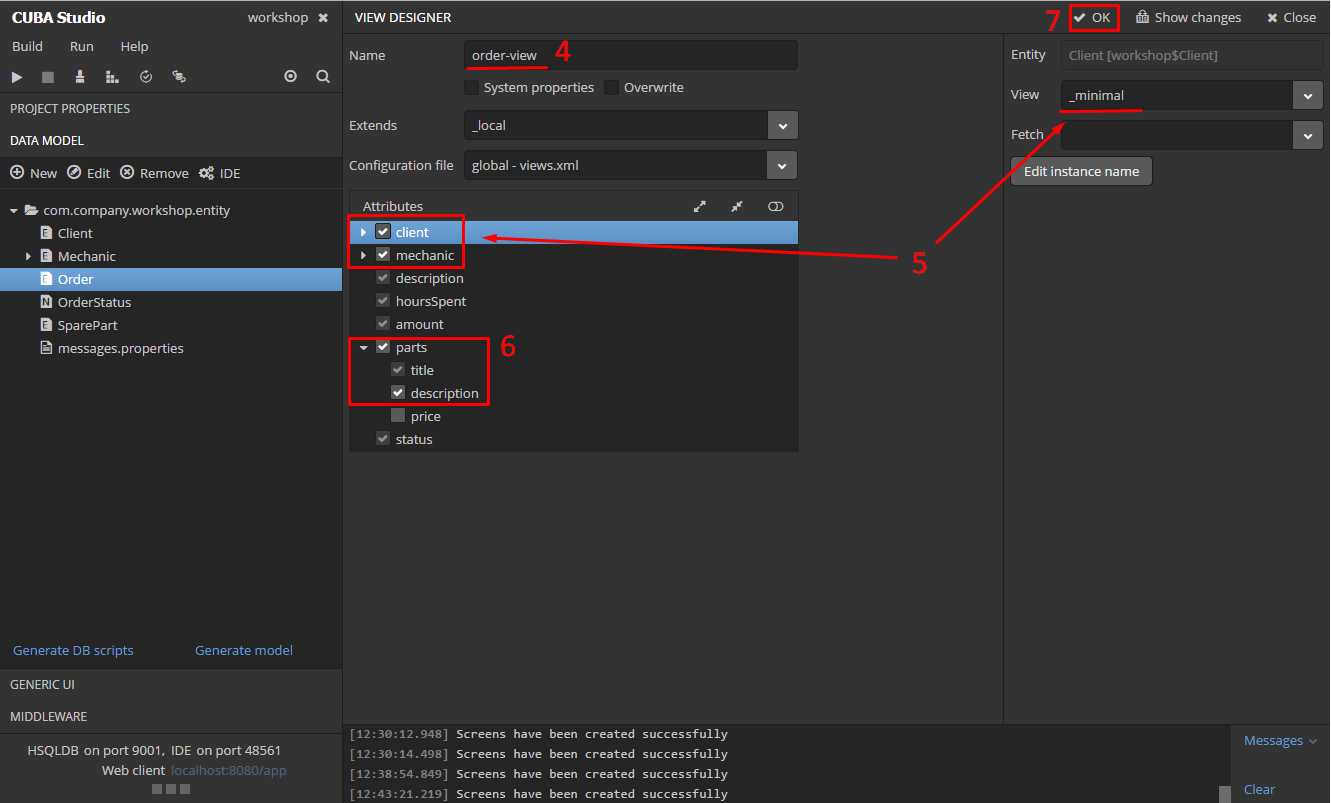 CUBA Studio
workshop
Build Run Help
PROJECT PROPERTIES
DATA MODEL
New Edit Remove IDE
com.company.workshop.entity
E Client
E Mechanic
E Order
N OrderStatus
E SparePart
messages.properties
Generate DB scripts Generate model
GENERIC UI
MIDDLEWARE
HSQLDB on port 9001, IDE on port 48561
Web client localhost:8080/app
VIEW DESIGNER
7 OK Show changes Close
Name order-view 4
System properties Overwrite
Extends _local
Configuration file global - views.xml
Attributes
client
mechanic
description
hoursSpent
amount
parts
title
description
price
status
5
6
Entity Client [workshop$Client]
View _minimal
Fetch
Edit instance name
[12:30:12.948] Screens have been created successfully
[12:30:14.498] Screens have been created successfully
[12:38:54.849] Screens have been created successfully
[12:43:21.219] Screens have been created successfully
Messages
Clear